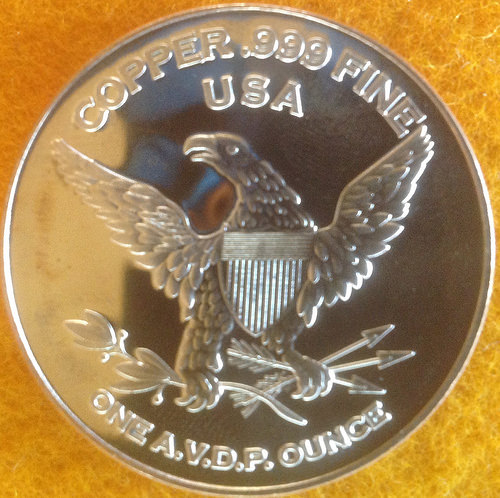 COPPER .999 FINE
USA
ONE A.V.D.P. OUNCE